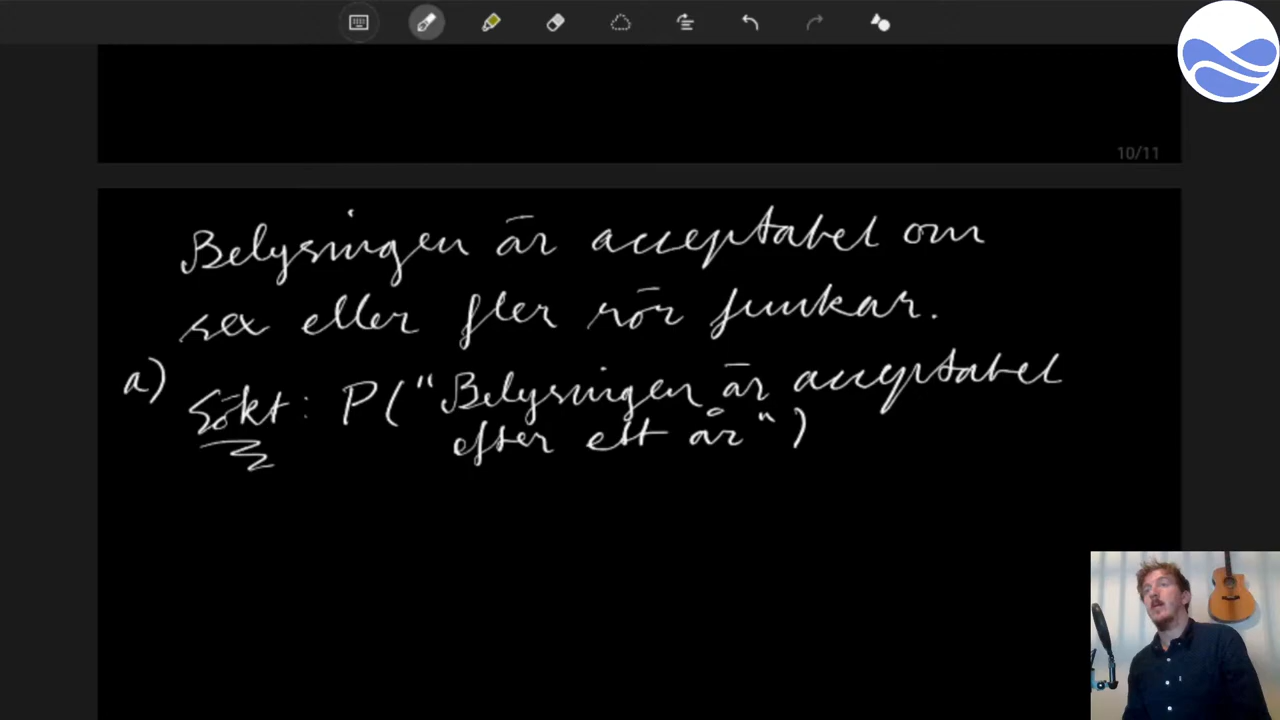 10/11
Belysningen är acceptabel om
sex eller fler rör funkar.
a)
Sökt: P("Belysningen är acceptabel
efter ett år")